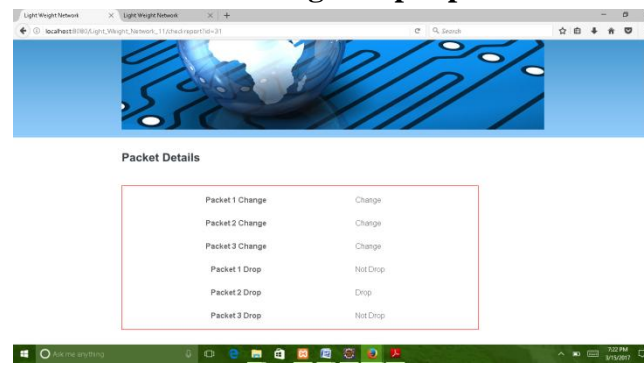 Light Weight Network
Light Weight Network
localhost:8080/Light_Weight_Network_11/checkreport?id=31
Search
Packet Details
Packet 1 Change Change
Packet 2 Change Change
Packet 3 Change Change
Packet 1 Drop Not Drop
Packet 2 Drop Drop
Packet 3 Drop Not Drop
Ask me anything
7:22 PM
3/15/2017